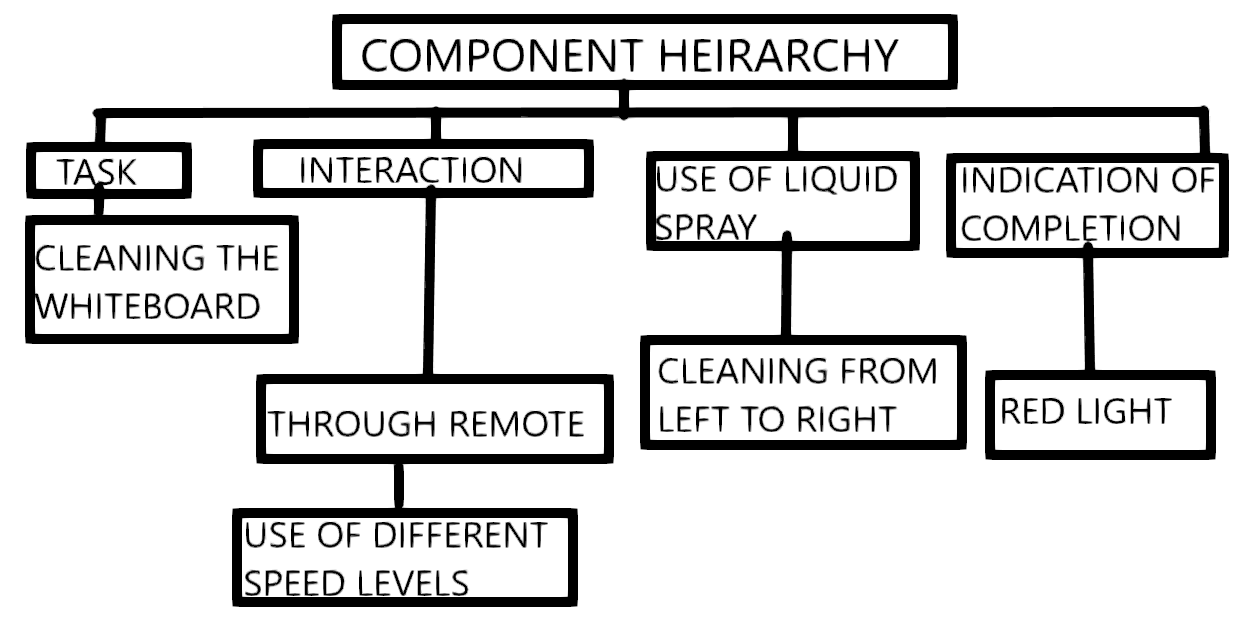 COMPONENT HEIRARCHY
TASK
INTERACTION
USE OF LIQUID
SPRAY
INDICATION OF
COMPLETION
CLEANING THE
WHITEBOARD
THROUGH REMOTE
CLEANING FROM
LEFT TO RIGHT
RED LIGHT
USE OF DIFFERENT
SPEED LEVELS